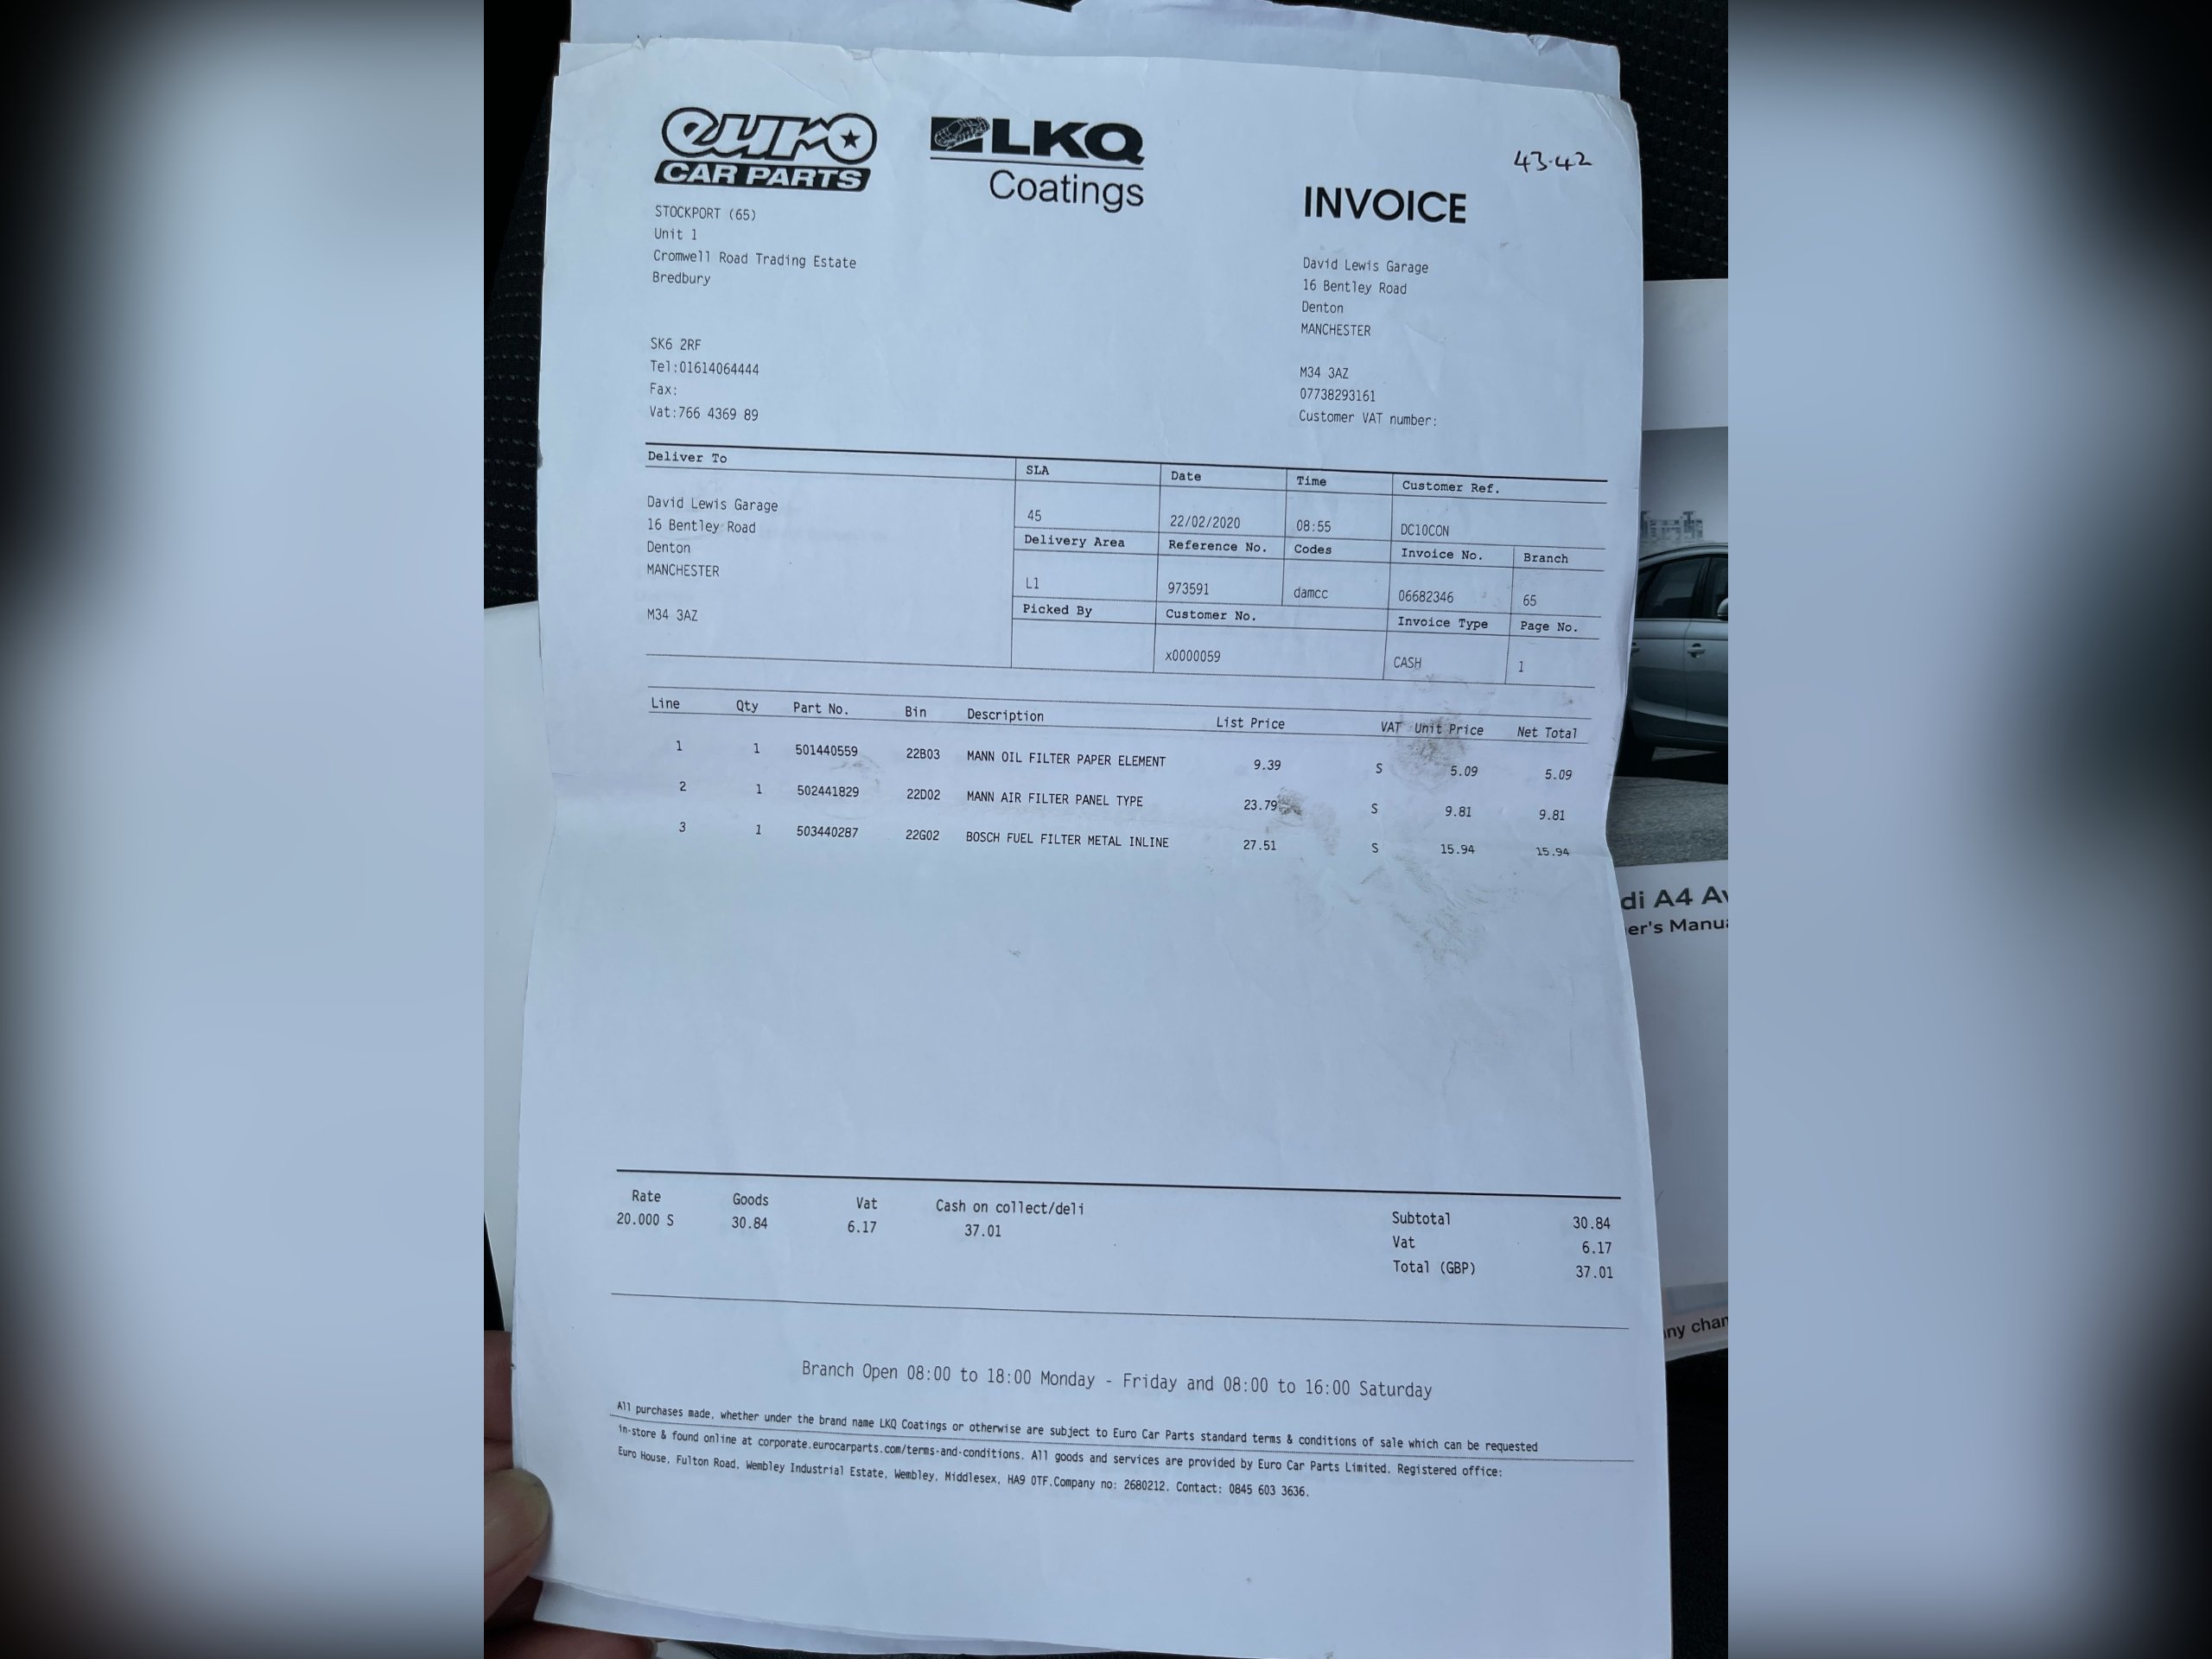 euro
CAR PARTS
LKQ
Coatings
43.42
INVOICE
STOCKPORT (65)
Unit 1
Cromwell Road Trading Estate
Bredbury
SK6 2RF
Tel:01614064444
Fax:
Vat:766 4369 89
David Lewis Garage
16 Bentley Road
Denton
MANCHESTER
M34 3AZ
07738293161
Customer VAT number:
Deliver To
David Lewis Garage
16 Bentley Road
Denton
MANCHESTER
M34 3AZ
SLA Date Time Customer Ref.
45 22/02/2020 08:55 DC10CON
Delivery Area Reference No. Codes Invoice No. Branch
L1 973591 damcc 06682346 65
Picked By Customer No. Invoice Type Page No.
x0000059 CASH 1
Line Qty Part No. Bin Description List Price VAT Unit Price Net Total
1 1 501440559 22B03 MANN OIL FILTER PAPER ELEMENT 9.39 S 5.09 5.09
2 1 502441829 22D02 MANN AIR FILTER PANEL TYPE 23.79 S 9.81 9.81
3 1 503440287 22G02 BOSCH FUEL FILTER METAL INLINE 27.51 S 15.94 15.94
Rate Goods Vat Cash on collect/deli
20.000 S 30.84 6.17 37.01
Subtotal 30.84
Vat 6.17
Total (GBP) 37.01
Branch Open 08:00 to 18:00 Monday - Friday and 08:00 to 16:00 Saturday
All purchases made, whether under the brand name LKQ Coatings or otherwise are subject to Euro Car Parts standard terms & conditions of sale which can be requested
in-store & found online at corporate.eurocarparts.com/terms-and-conditions. All goods and services are provided by Euro Car Parts Limited. Registered office:
Euro House, Fulton Road, Wembley Industrial Estate, Wembley, Middlesex, HA9 0TF.Company no: 2680212. Contact: 0845 603 3636.
di A4 Av
er's Manua
ny chan